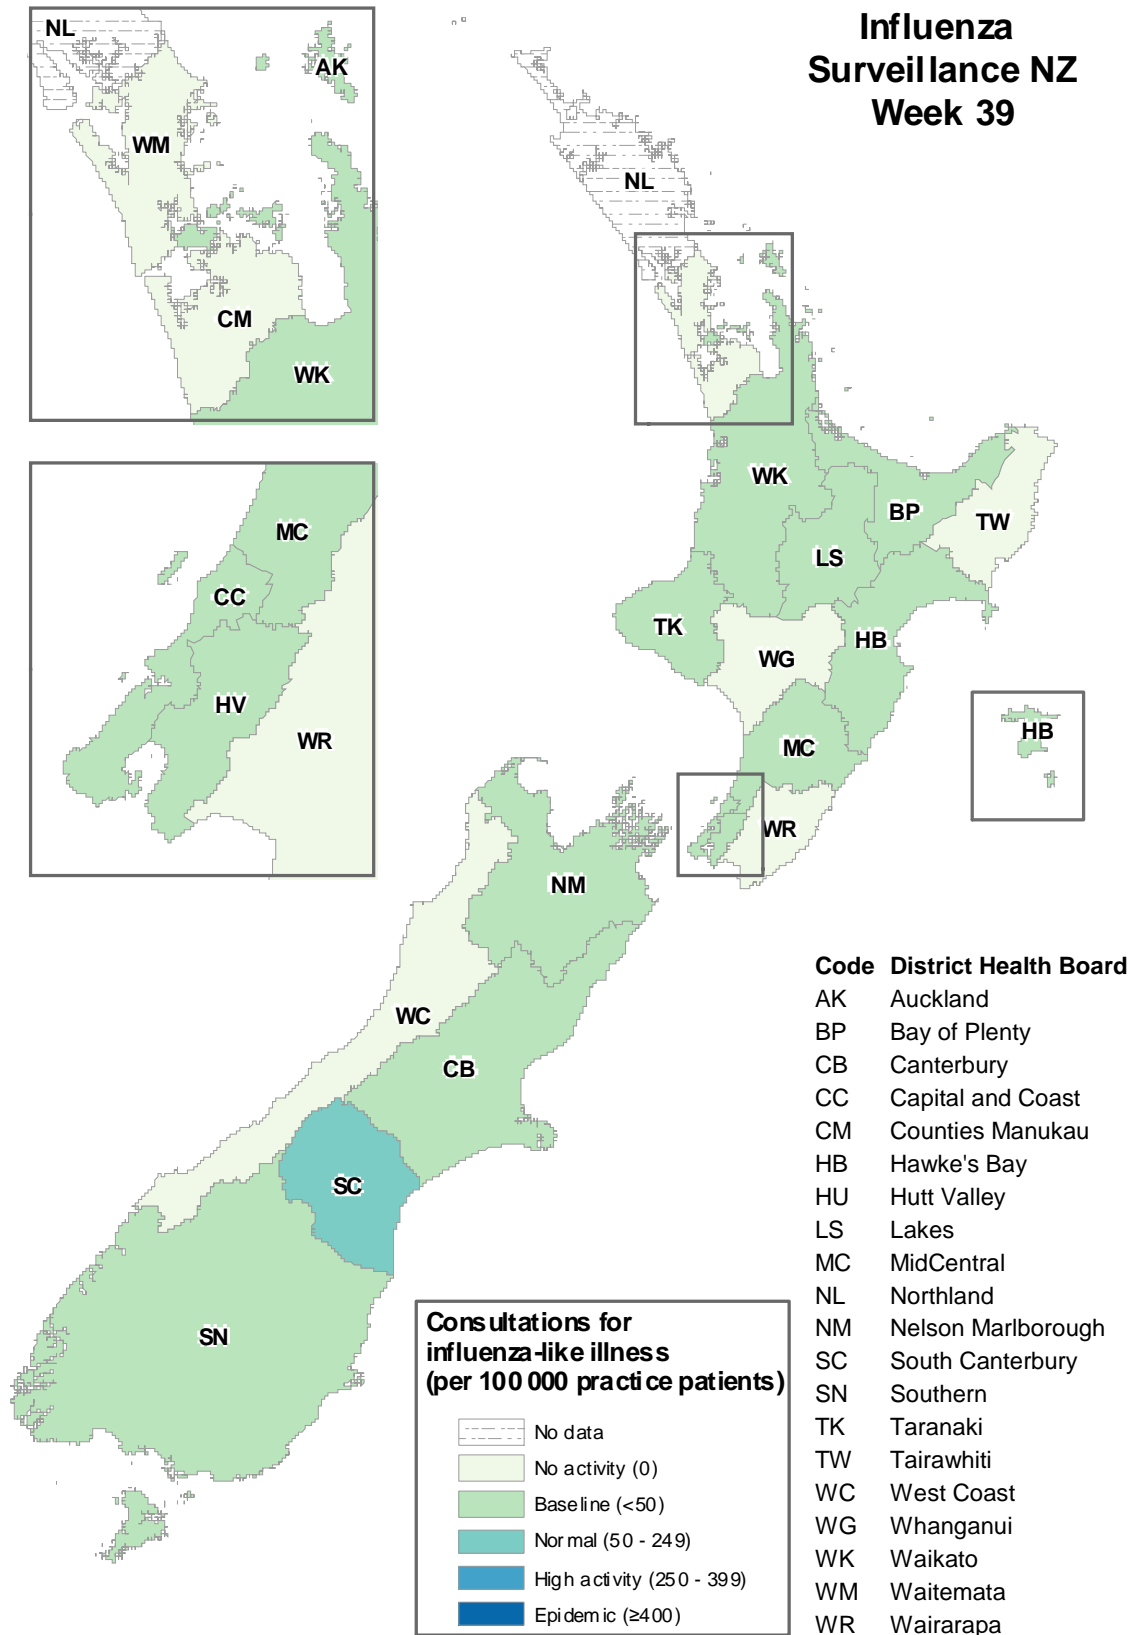 Influenza
Surveillance NZ
Week 39
NL
AK
WM
CM
WK
MC
CC
HV
WR
NL
WK
BP
TW
LS
TK
HB
WG
MC
HB
WR
NM
WC
CB
SC
SN
Code District Health Board
AK Auckland
BP Bay of Plenty
CB Canterbury
CC Capital and Coast
CM Counties Manukau
HB Hawke's Bay
HU Hutt Valley
LS Lakes
MC MidCentral
NL Northland
NM Nelson Marlborough
SC South Canterbury
SN Southern
TK Taranaki
TW Tairawhiti
WC West Coast
WG Whanganui
WK Waikato
WM Waitemata
WR Wairarapa
Consultations for
influenza-like illness
(per 100 000 practice patients)
No data
No activity (0)
Baseline (<50)
Normal (50 - 249)
High activity (250 - 399)
Epidemic (≥400)